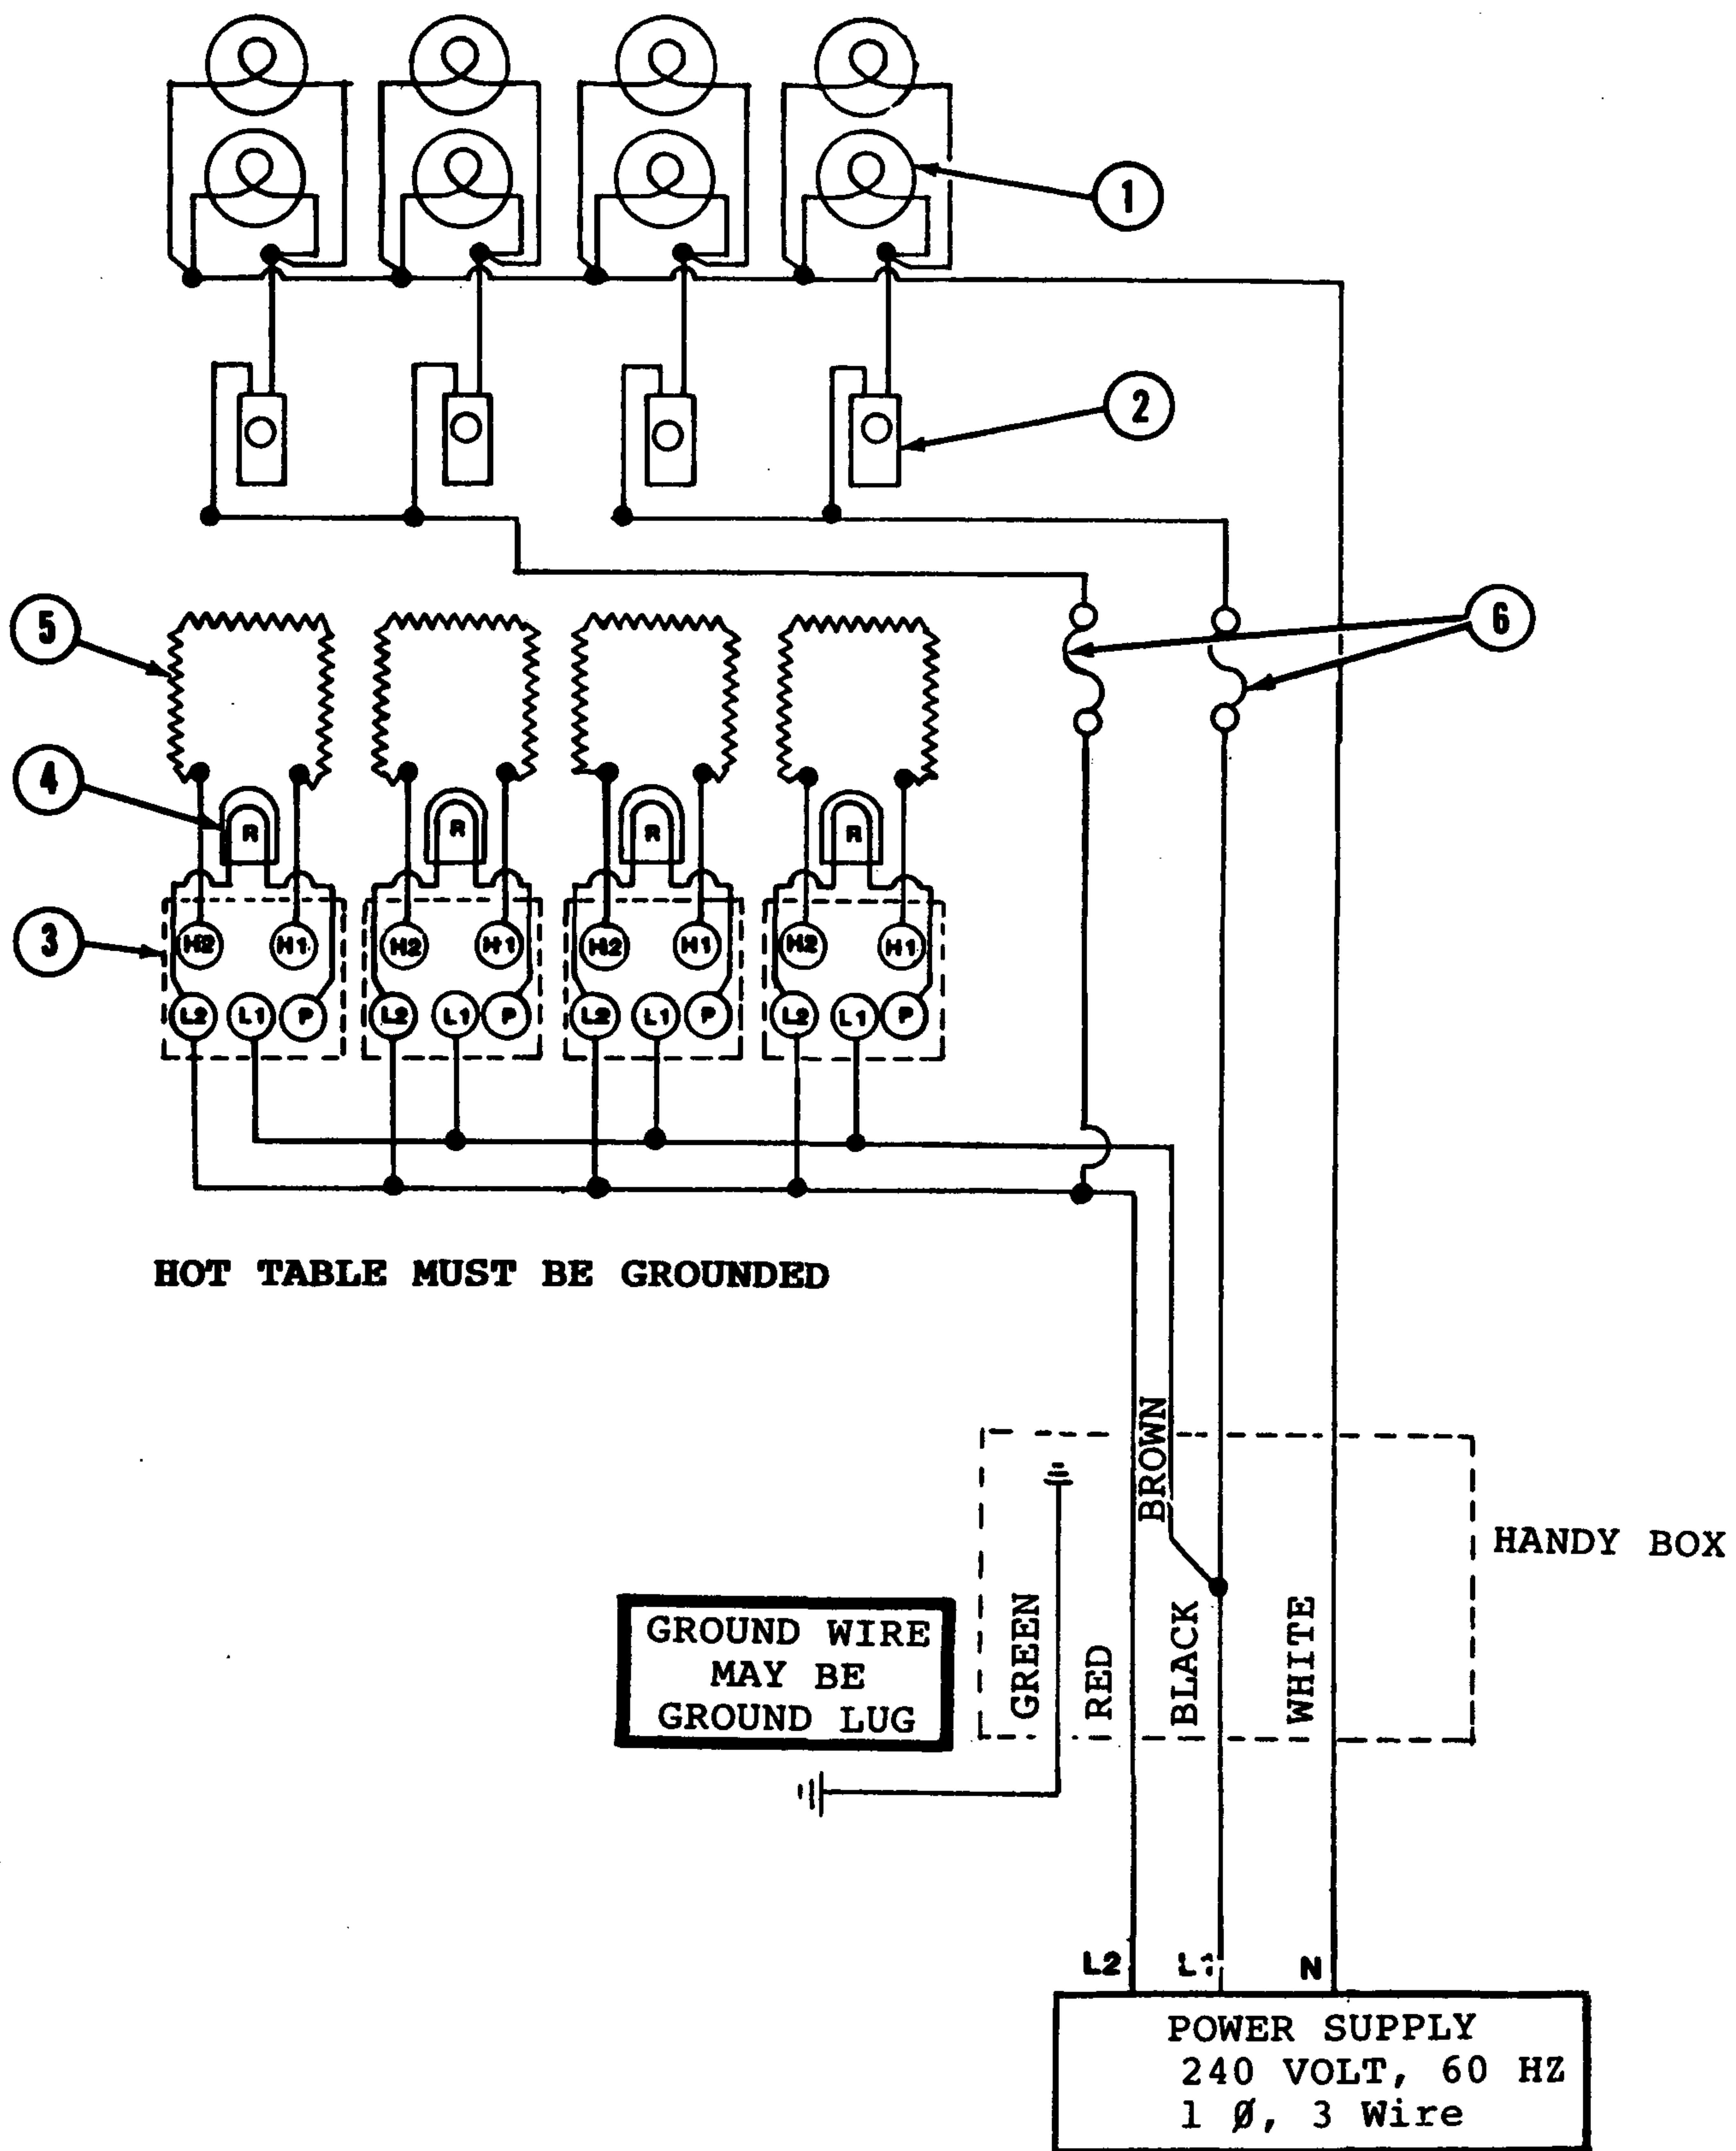 1
2
5
6
4
R R R R
3
H2 H1 H2 H1 H2 H1 H2 H1
L2 L1 P L2 L1 P L2 L1 P L2 L1 P
HOT TABLE MUST BE GROUNDED
BROWN
HANDY BOX
GREEN
RED
BLACK
WHITE
GROUND WIRE
MAY BE
GROUND LUG
L2 L1 N
POWER SUPPLY
240 VOLT, 60 HZ
1 Ø, 3 Wire